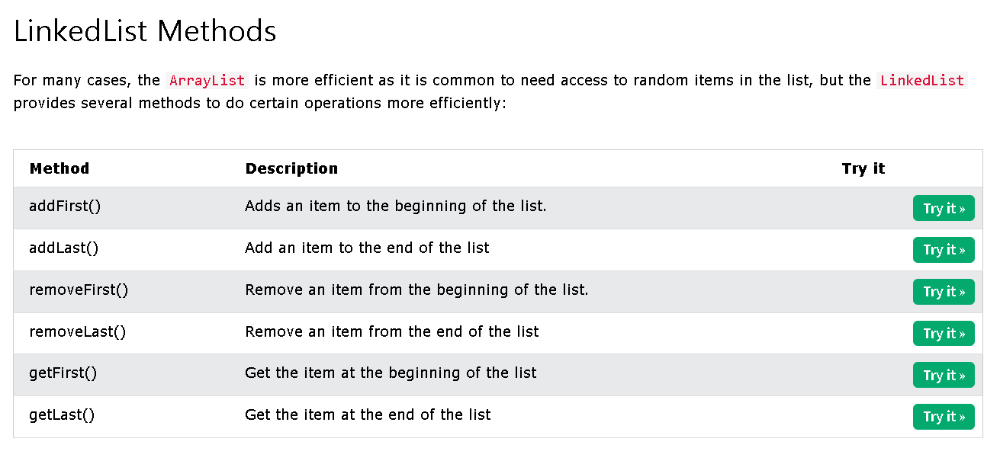 LinkedList Methods
For many cases, the ArrayList is more efficient as it is common to need access to random items in the list, but the LinkedList
provides several methods to do certain operations more efficiently:
Method Description Try it
addFirst() Adds an item to the beginning of the list. Try it »
addLast() Add an item to the end of the list Try it »
removeFirst() Remove an item from the beginning of the list. Try it »
removeLast() Remove an item from the end of the list Try it »
getFirst() Get the item at the beginning of the list Try it »
getLast() Get the item at the end of the list Try it »